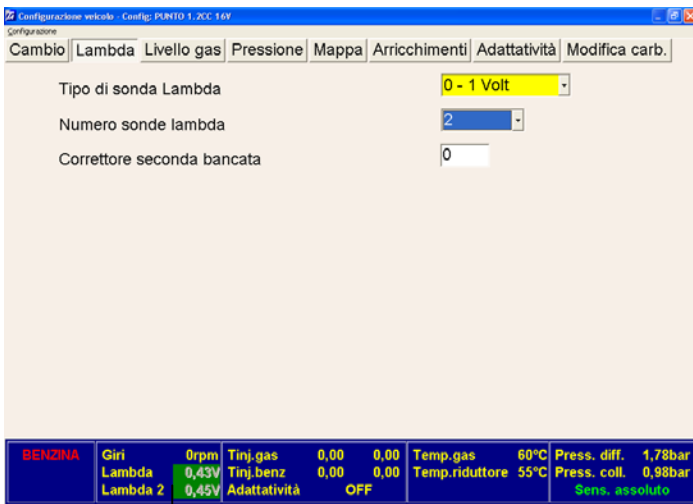 Configurazione veicolo - Config: PUNTO 1.2CC 16V
Configurazione
Cambio Lambda Livello gas Pressione Mappa Arricchimenti Adattatività Modifica carb.
Tipo di sonda Lambda 0 - 1 Volt
Numero sonde lambda 2
Correttore seconda bancata 0
BENZINA Giri 0rpm Tinj.gas 0,00 0,00 Temp.gas 60°C Press. diff. 1,78bar
Lambda 0,43V Tinj.benz 0,00 0,00 Temp.riduttore 55°C Press. coll. 0,98bar
Lambda 2 0,45V Adattatività OFF Sens. assoluto